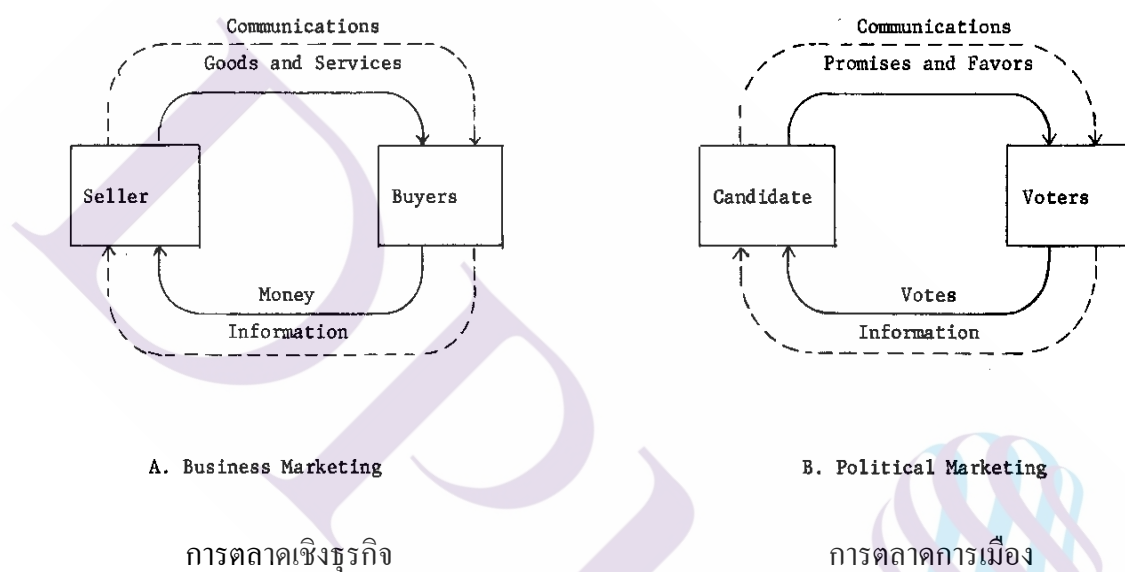 Communications
Goods and Services
Seller
Buyers
Money
Information
A. Business Marketing
การตลาดเชิงธุรกิจ
Communications
Promises and Favors
Candidate
Voters
Votes
Information
B. Political Marketing
การตลาดการเมือง